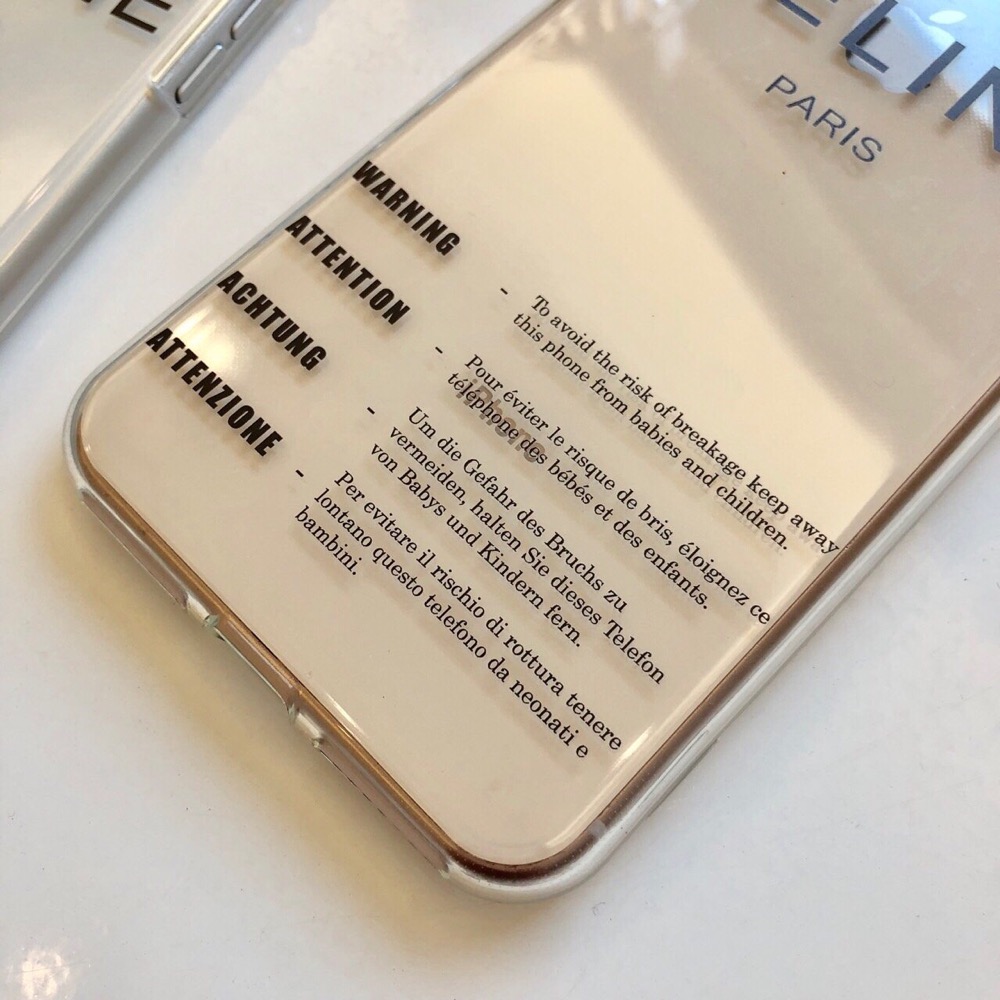 ELIN
PARIS
WARNING
- To avoid the risk of breakage keep away
this phone from babies and children.
ATTENTION
- Pour éviter le risque de bris, éloignez ce
téléphone des bébés et des enfants.
iPhone
ACHTUNG
- Um die Gefahr des Bruchs zu
vermeiden, halten Sie dieses Telefon
von Babys und Kindern fern.
ATTENZIONE
- Per evitare il rischio di rottura tenere
lontano questo telefono da neonati e
bambini.